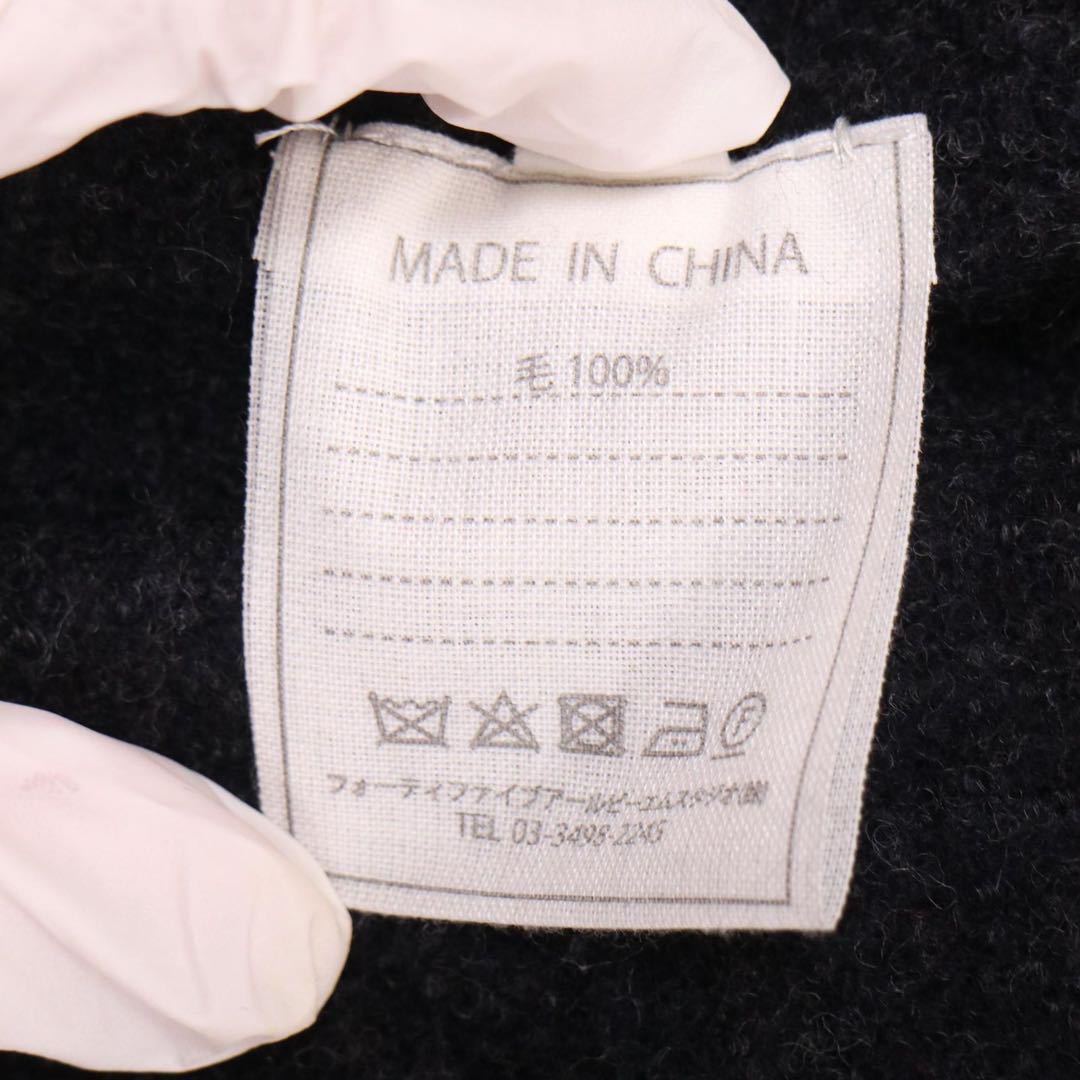 MADE IN CHINA
毛 100%
F
フォーティファイブアールピーエムスタジオ㈱
TEL 03-3498-2245